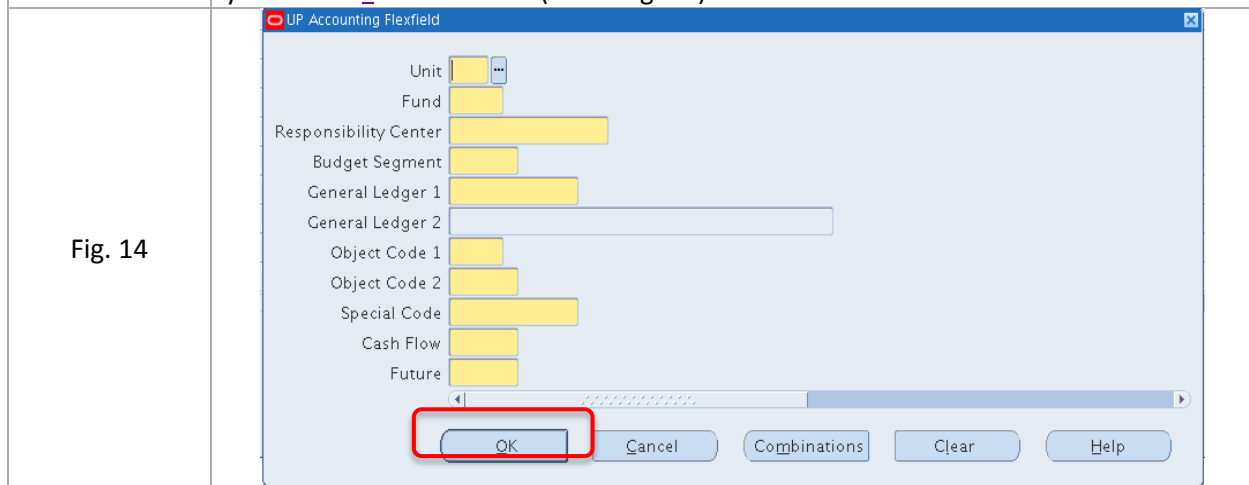 UP Accounting Flexfield
Unit
Fund
Responsibility Center
Budget Segment
General Ledger 1
General Ledger 2
Fig. 14
Object Code 1
Object Code 2
Special Code
Cash Flow
Future
OK Cancel Combinations Clear Help